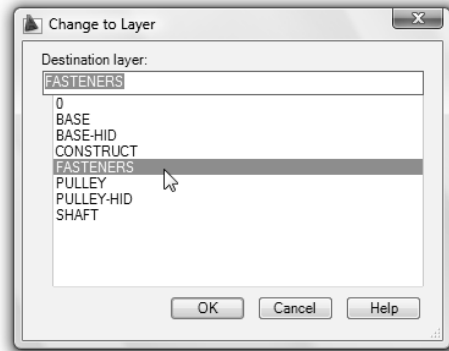 Change to Layer
Destination layer:
FASTENERS
0
BASE
BASE-HID
CONSTRUCT
FASTENERS
PULLEY
PULLEY-HID
SHAFT
OK Cancel Help